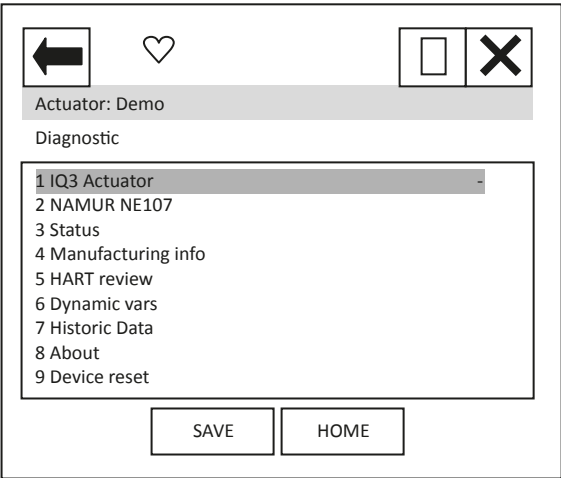 Actuator: Demo
Diagnostic
1 IQ3 Actuator -
2 NAMUR NE107
3 Status
4 Manufacturing info
5 HART review
6 Dynamic vars
7 Historic Data
8 About
9 Device reset
SAVE HOME